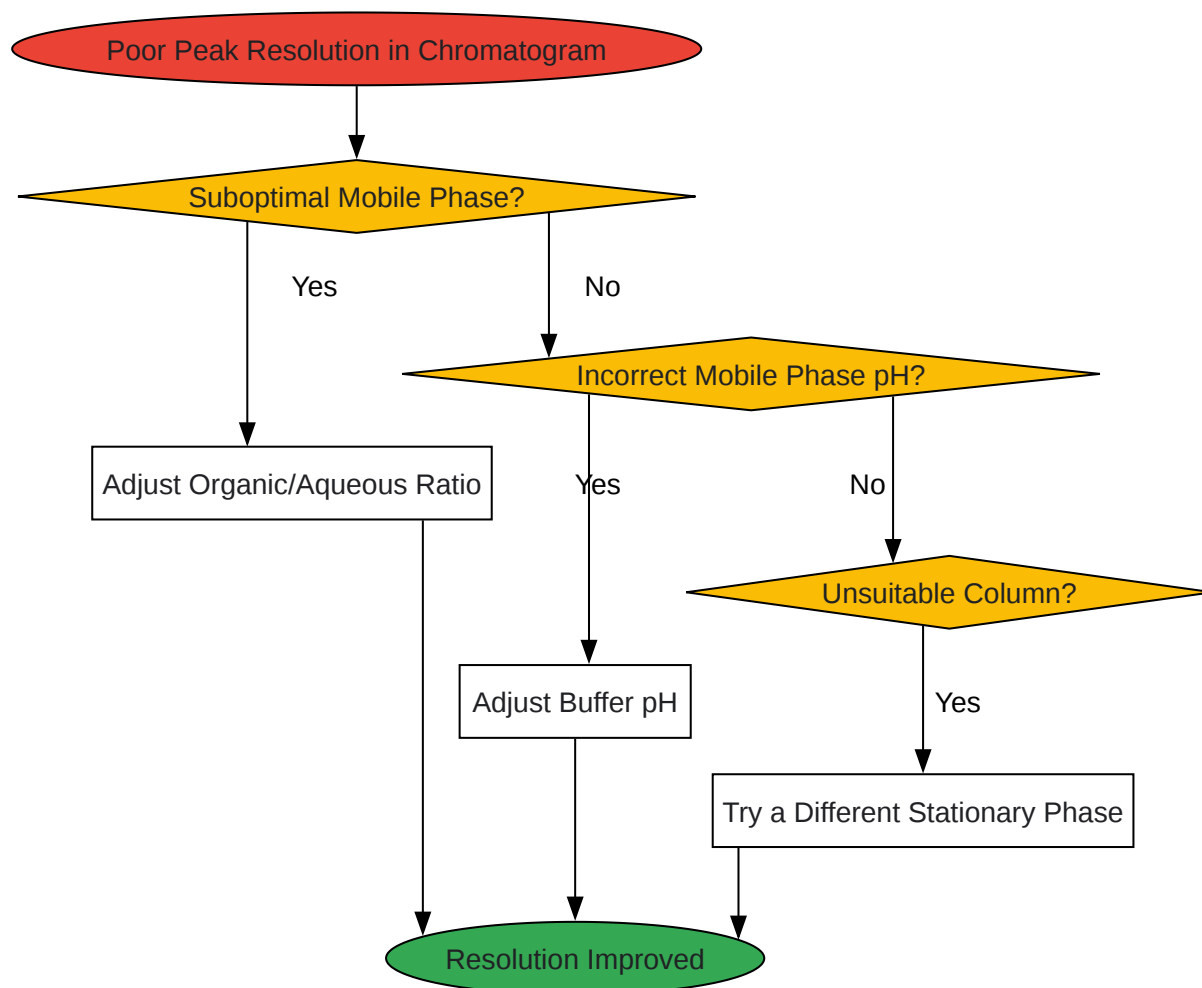 Poor Peak Resolution in Chromatogram
Suboptimal Mobile Phase?
Yes
No
Incorrect Mobile Phase pH?
Adjust Organic/Aqueous Ratio
Yes
No
Unsuitable Column?
Adjust Buffer pH
Yes
Try a Different Stationary Phase
Resolution Improved